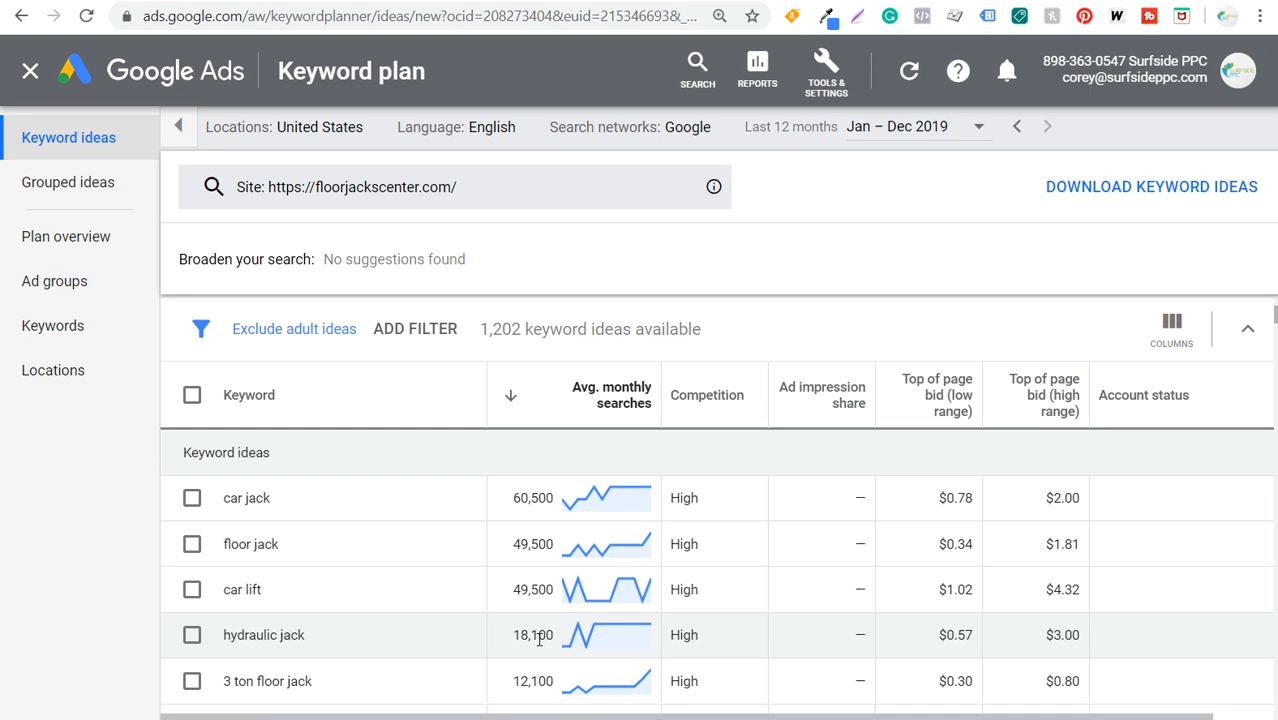 ads.google.com/aw/keywordplanner/ideas/new?ocid=208273404&euid=215346693&_...
Google Ads
Keyword plan
SEARCH
REPORTS
TOOLS &
SETTINGS
898-363-0547 Surfside PPC
corey@surfsideppc.com
Keyword ideas
Grouped ideas
Plan overview
Ad groups
Keywords
Locations
Locations: United States Language: English Search networks: Google Last 12 months Jan – Dec 2019
Site: https://floorjackscenter.com/
DOWNLOAD KEYWORD IDEAS
Broaden your search: No suggestions found
Exclude adult ideas ADD FILTER 1,202 keyword ideas available
COLUMNS
Keyword
Avg. monthly
searches
Competition
Ad impression
share
Top of page
bid (low
range)
Top of page
bid (high
range)
Account status
Keyword ideas
car jack 60,500 High – $0.78 $2.00
floor jack 49,500 High – $0.34 $1.81
car lift 49,500 High – $1.02 $4.32
hydraulic jack 18,100 High – $0.57 $3.00
3 ton floor jack 12,100 High – $0.30 $0.80